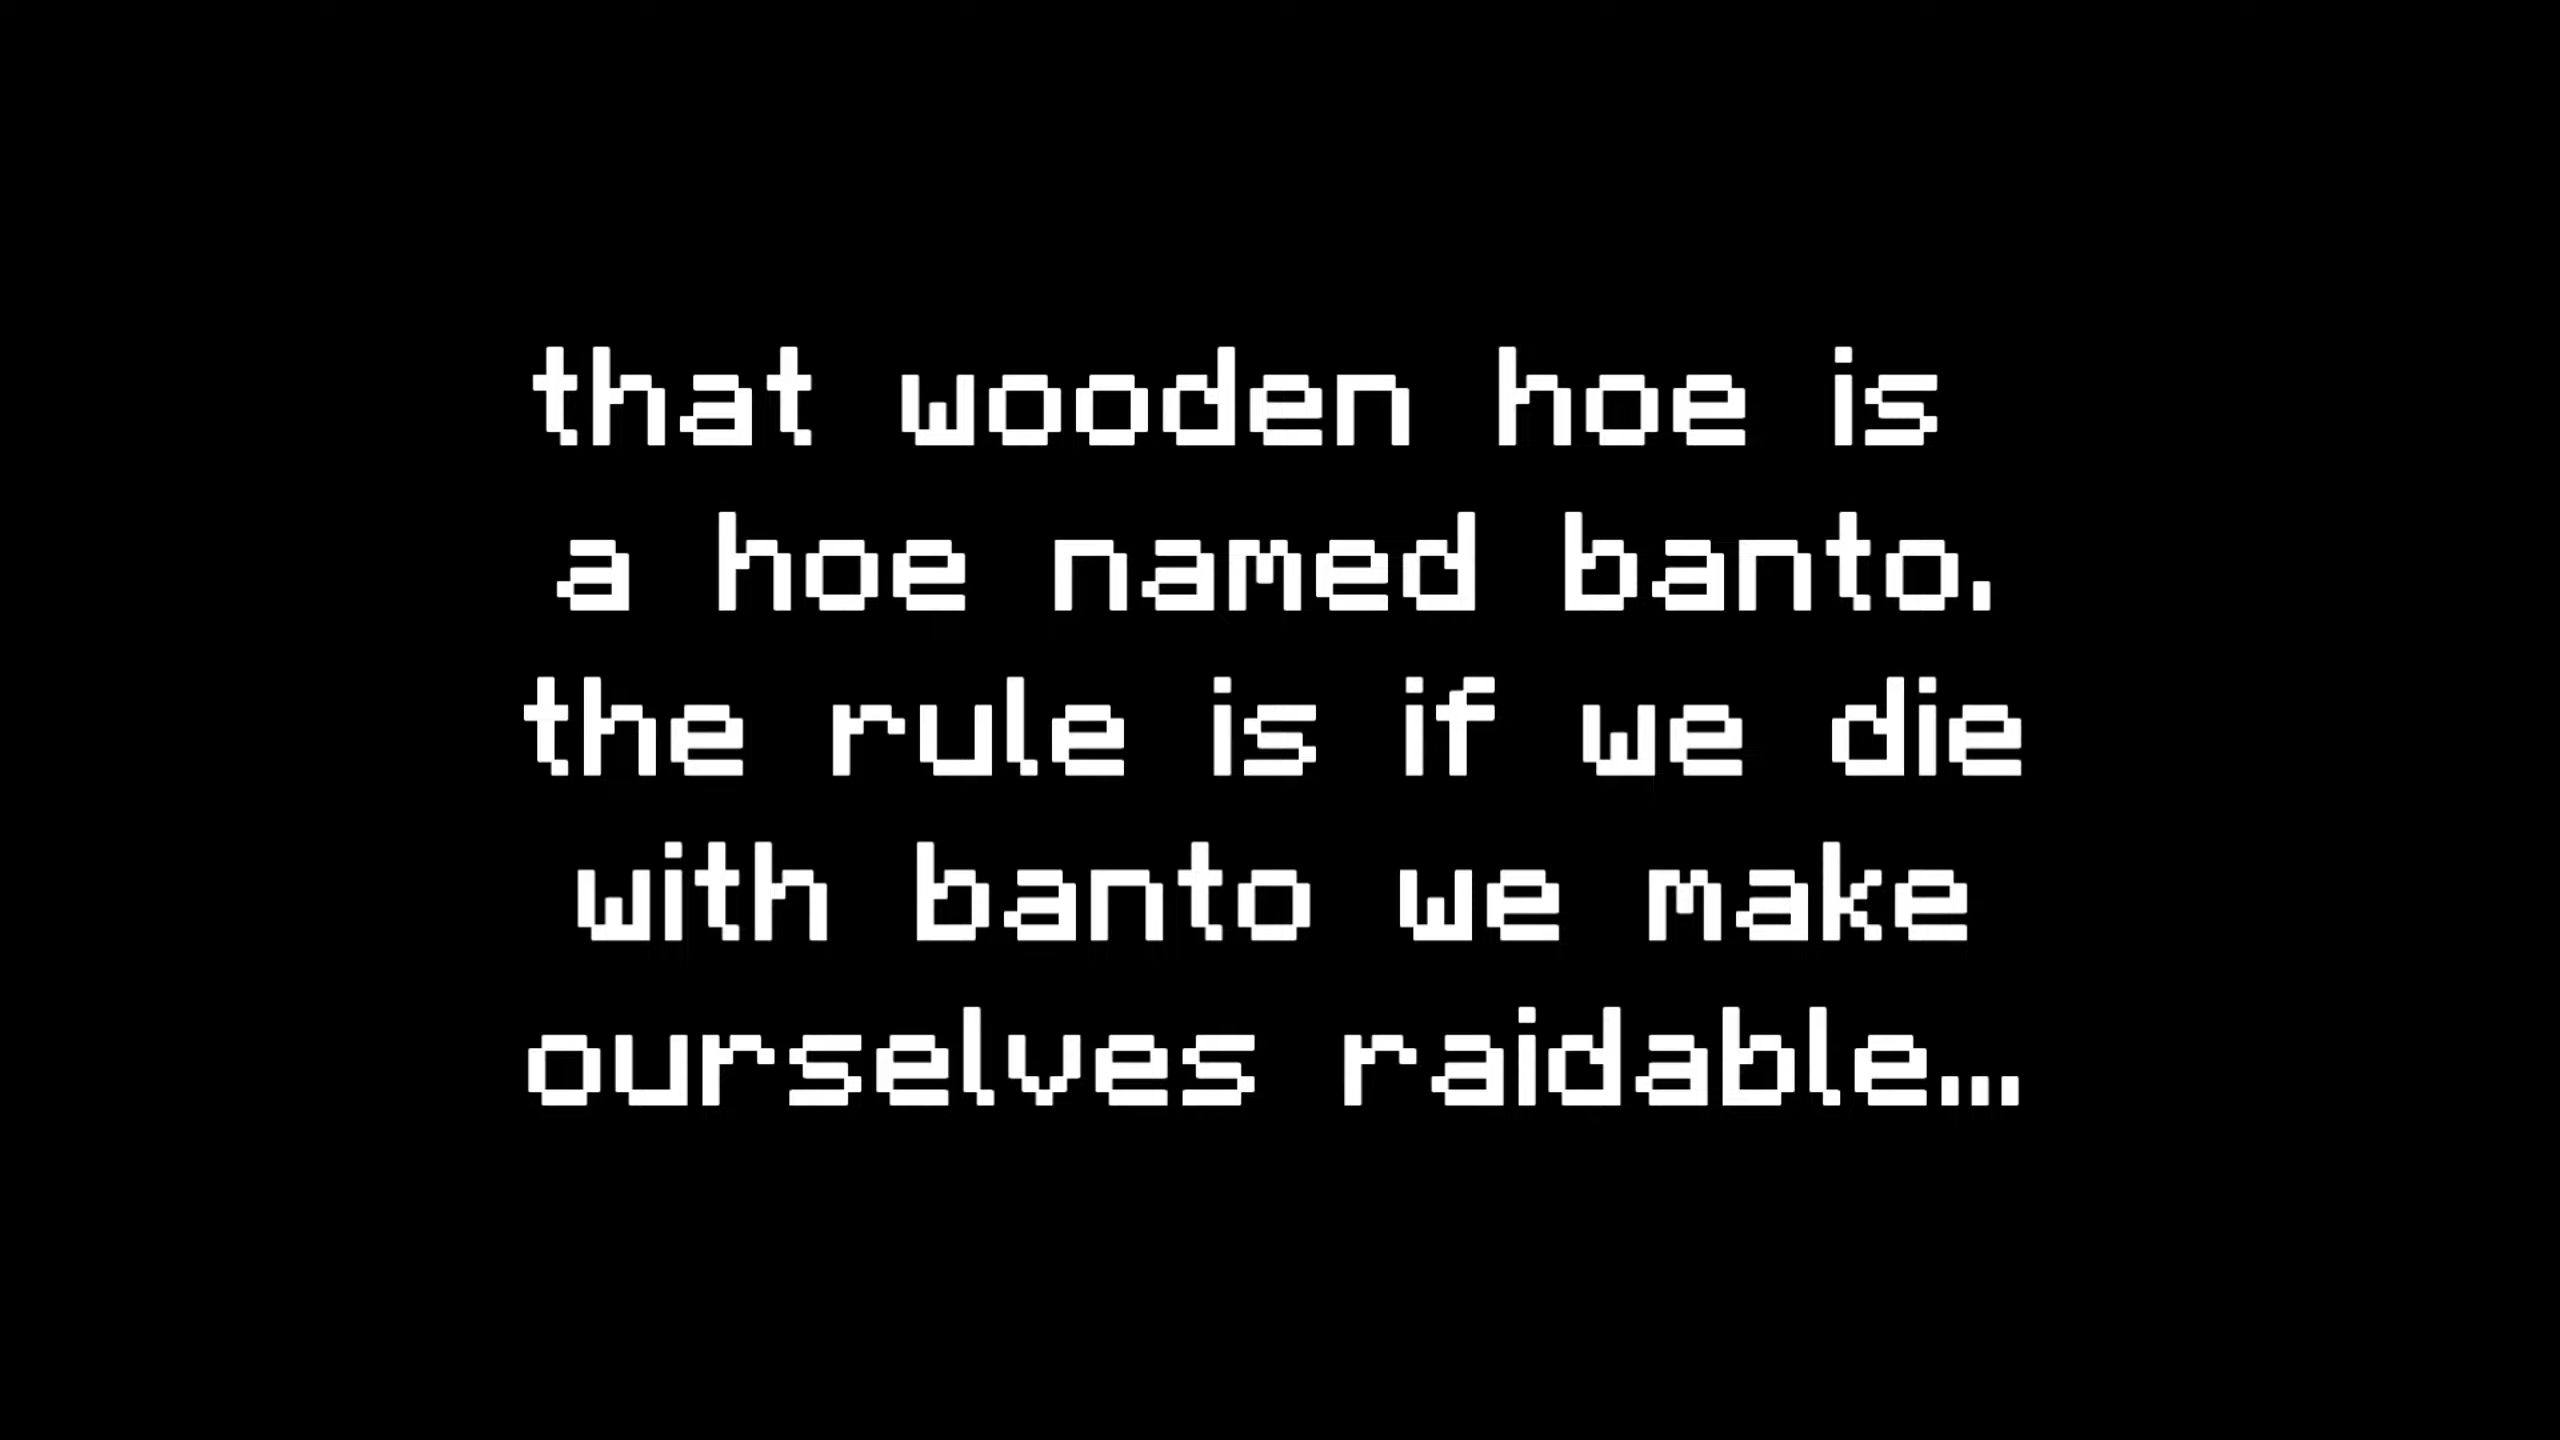 that wooden hoe is
a hoe named banto.
the rule is if we die
with banto we make
ourselves raidable...